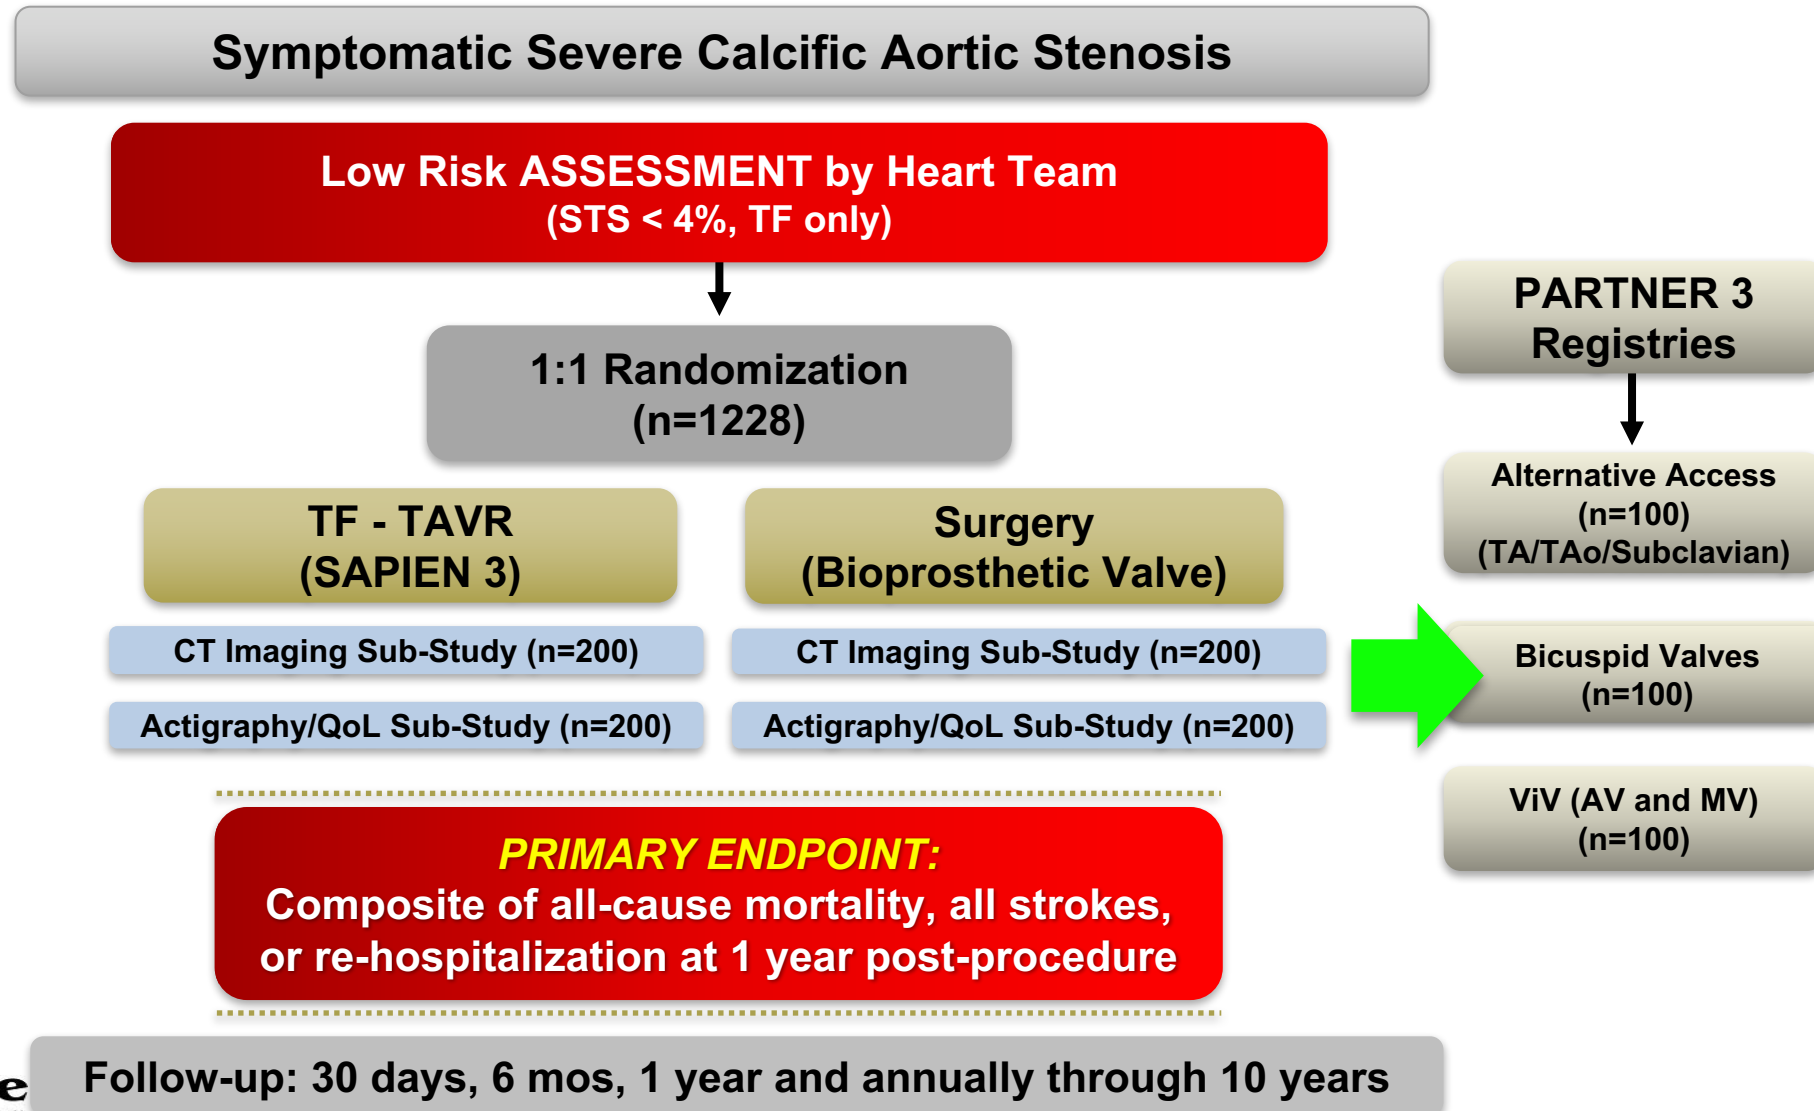 Symptomatic Severe Calcific Aortic Stenosis
Low Risk ASSESSMENT by Heart Team
(STS < 4%, TF only)
1:1 Randomization
(n=1228)
TF - TAVR
(SAPIEN 3)
Surgery
(Bioprosthetic Valve)
CT Imaging Sub-Study (n=200)
CT Imaging Sub-Study (n=200)
Actigraphy/QoL Sub-Study (n=200)
Actigraphy/QoL Sub-Study (n=200)
PRIMARY ENDPOINT:
Composite of all-cause mortality, all strokes,
or re-hospitalization at 1 year post-procedure
Follow-up: 30 days, 6 mos, 1 year and annually through 10 years
PARTNER 3
Registries
Alternative Access
(n=100)
(TA/TAo/Subclavian)
Bicuspid Valves
(n=100)
ViV (AV and MV)
(n=100)